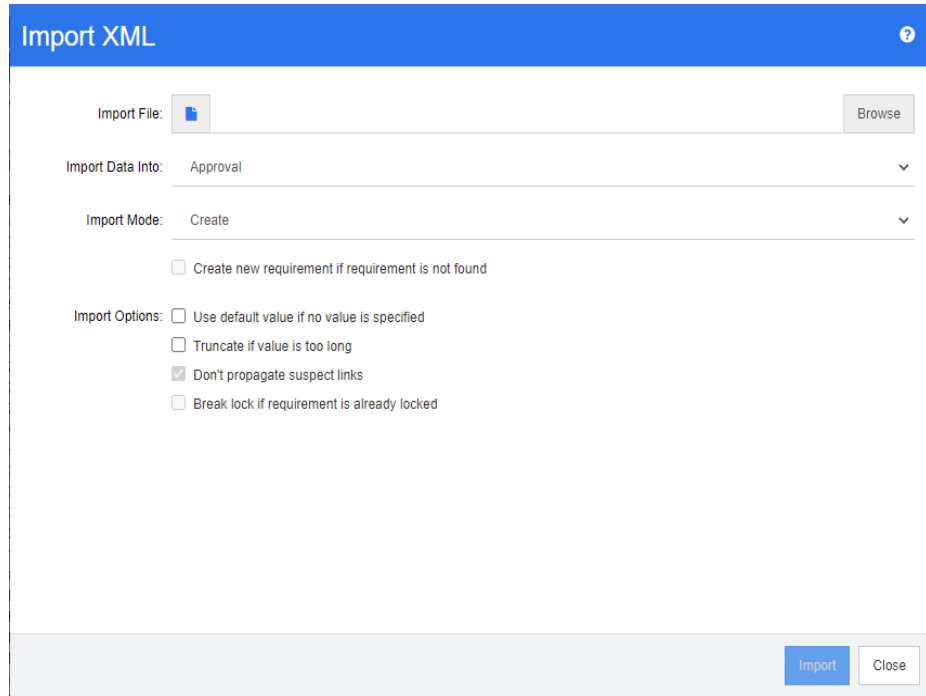 Import XML
Import File:
Browse
Import Data Into: Approval
Import Mode: Create
Create new requirement if requirement is not found
Import Options: Use default value if no value is specified
Truncate if value is too long
Don't propagate suspect links
Break lock if requirement is already locked
Import Close